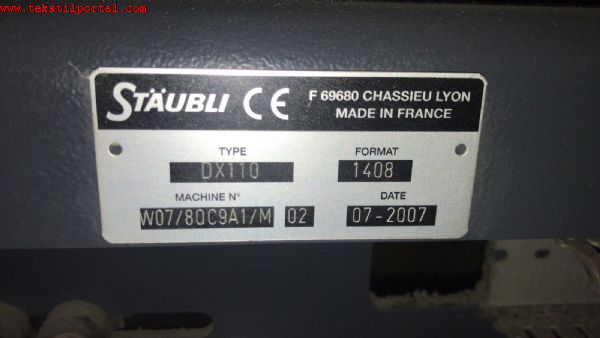 www.tekstilportal.com
STÄUBLI CE F 69680 CHASSIEU LYON
MADE IN FRANCE
TYPE FORMAT
DX110 1408
MACHINE N° DATE
W07/8QC9A1/M 02 07-2007